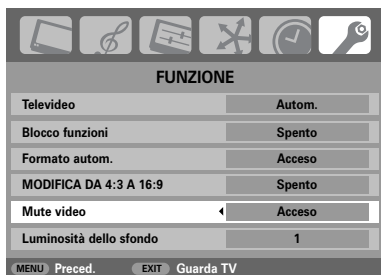 FUNZIONE
Televideo Autom.
Blocco funzioni Spento
Formato autom. Acceso
MODIFICA DA 4:3 A 16:9 Spento
Mute video Acceso
Luminosità dello sfondo 1
MENU Preced. EXIT Guarda TV